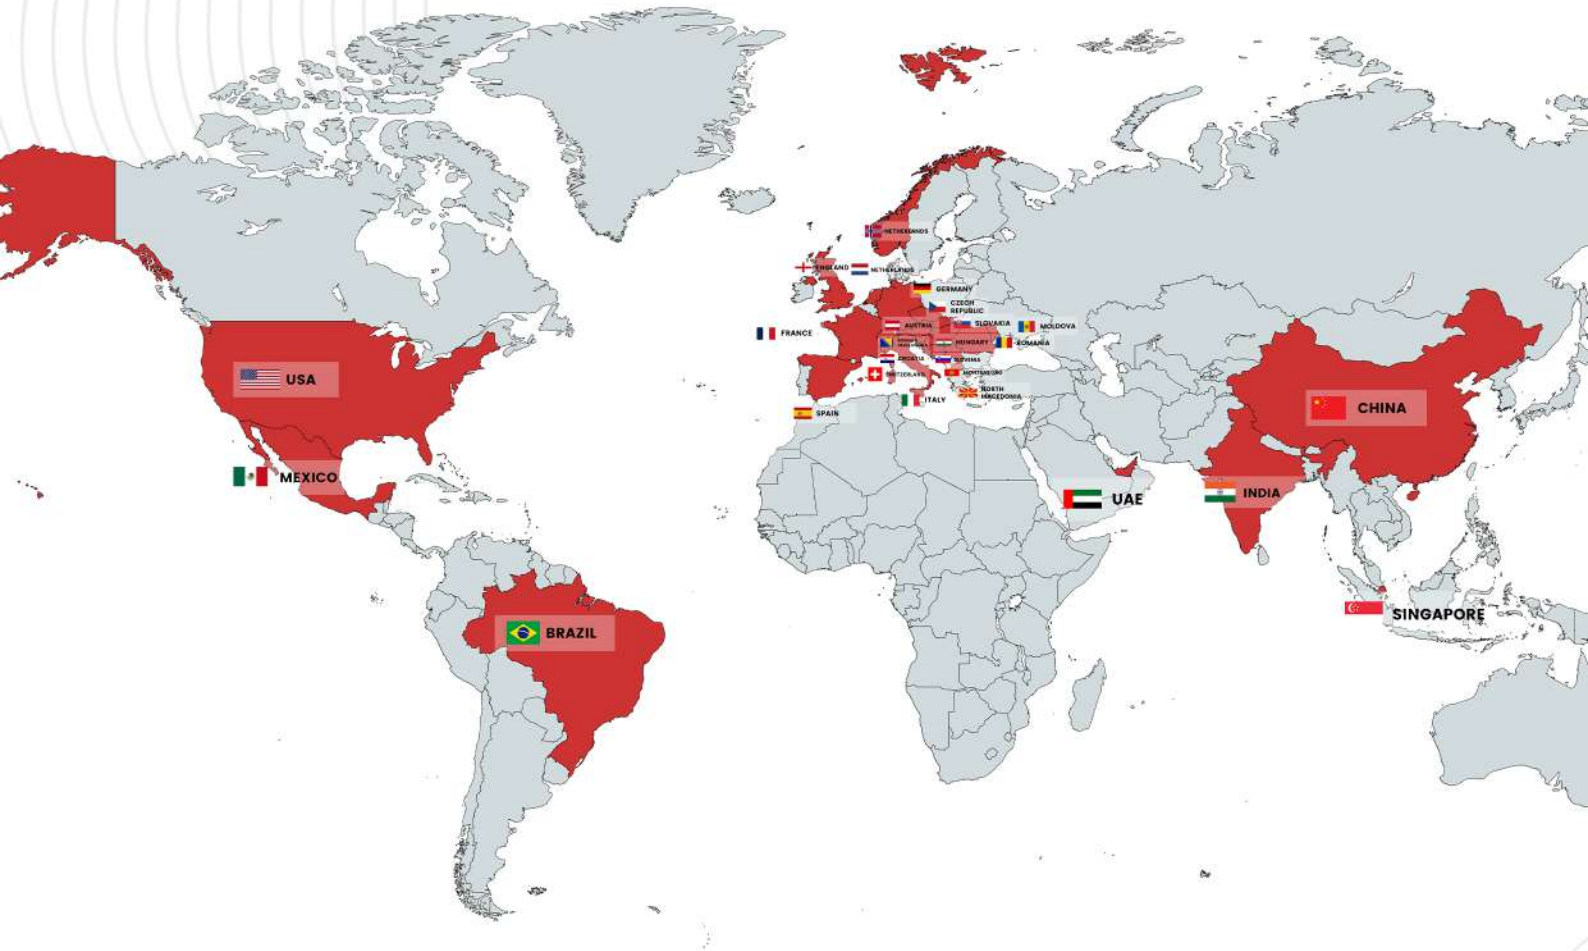 NETHERLANDS
ENGLAND
NETHERLANDS
GERMANY
CZECH
REPUBLIC
AUSTRIA
SLOVAKIA
MOLDOVA
FRANCE
HUNGARY
ROMANIA
CROATIA
SLOVINIA
SWITZERLAND
MONTENEGRO
NORTH
MACEDONIA
ITALY
SPAIN
USA
MEXICO
BRAZIL
CHINA
INDIA
UAE
SINGAPORE